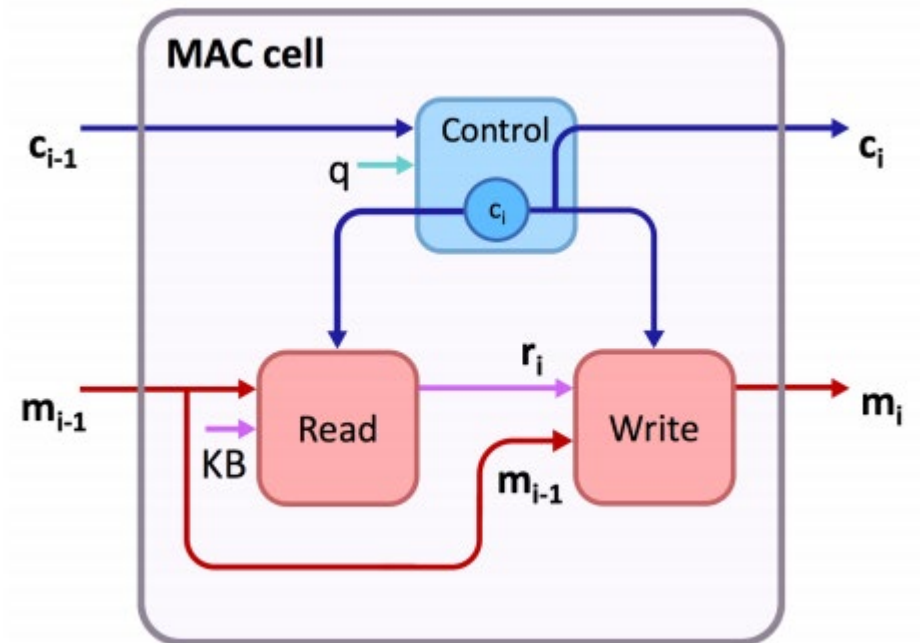 MAC cell
Control
c_{i-1}
c_i
q
c_i
r_i
m_{i-1}
m_i
Read
Write
KB
m_{i-1}